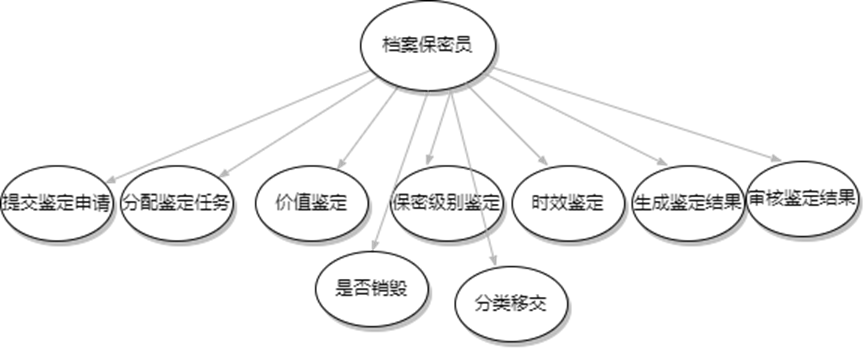 档案保密员
提交鉴定申请
分配鉴定任务
价值鉴定
保密级别鉴定
时效鉴定
生成鉴定结果
审核鉴定结果
是否销毁
分类移交